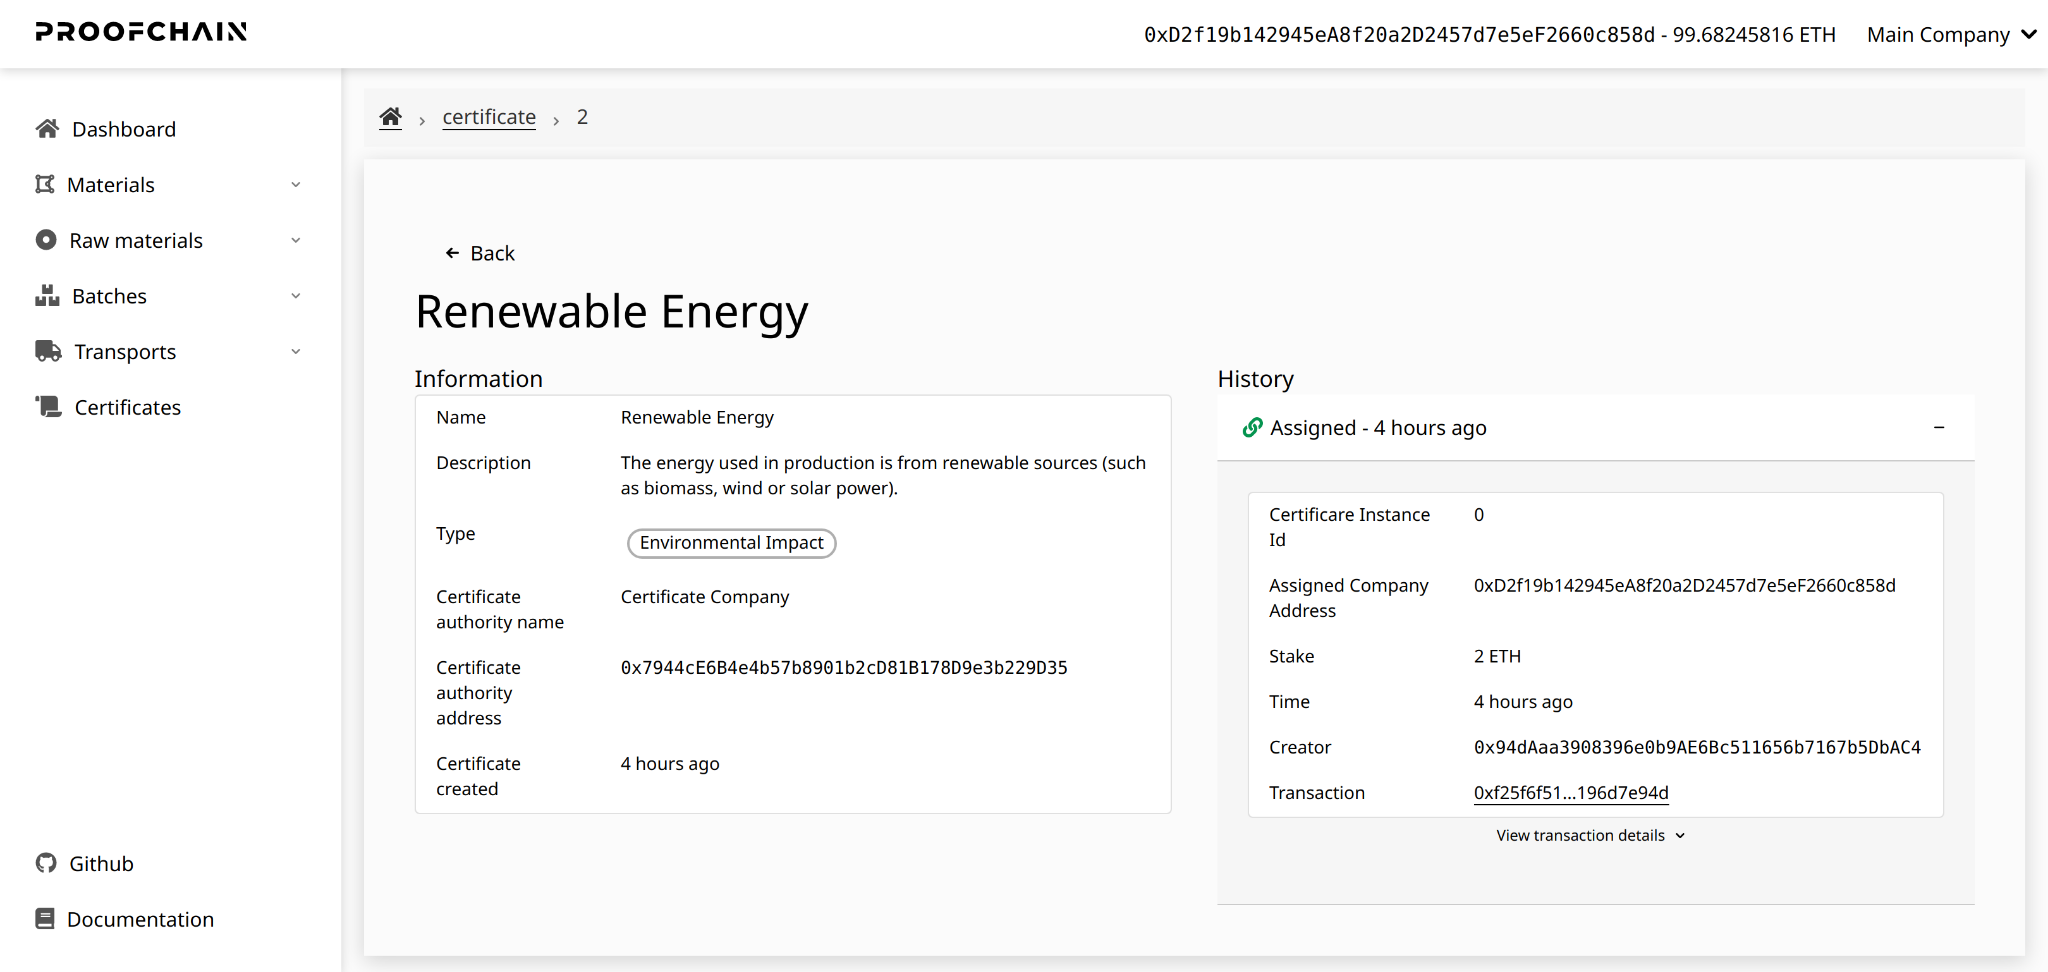 PROOFCHAIN
0xD2f19b142945eA8f20a2D2457d7e5eF2660c858d - 99.68245816 ETH
Main Company
Dashboard
Materials
Raw materials
Batches
Transports
Certificates
Github
Documentation
certificate › 2
Back
Renewable Energy
Information
Name Renewable Energy
Description The energy used in production is from renewable sources (such
as biomass, wind or solar power).
Type Environmental Impact
Certificate Certificate Company
authority name
Certificate 0x7944cE6B4e4b57b8901b2cD81B178D9e3b229D35
authority
address
Certificate 4 hours ago
created
History
Assigned - 4 hours ago
Certificare Instance 0
Id
Assigned Company 0xD2f19b142945eA8f20a2D2457d7e5eF2660c858d
Address
Stake 2 ETH
Time 4 hours ago
Creator 0x94dAaa3908396e0b9AE6Bc511656b7167b5DbAC4
Transaction 0xf25f6f51...196d7e94d
View transaction details